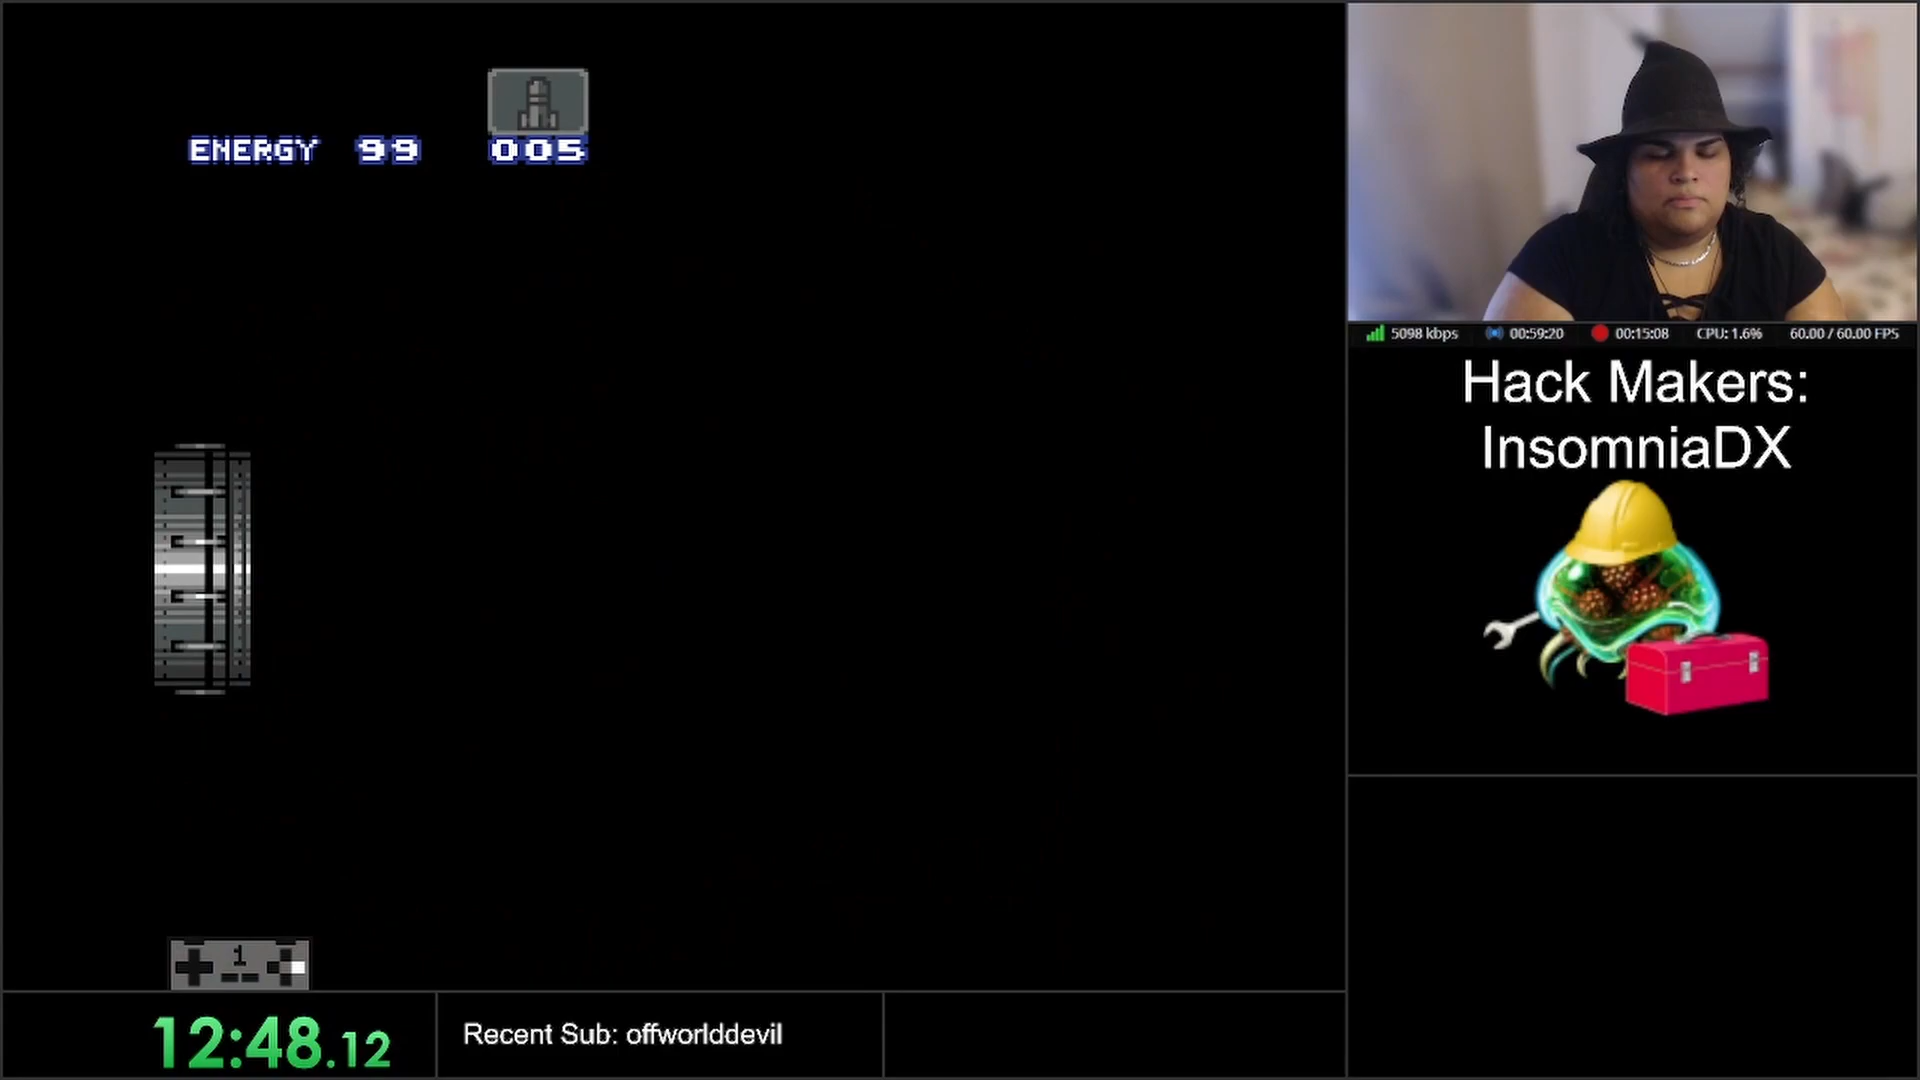 ENERGY 99 005
5098 kbps 00:59:20 00:15:08 CPU: 1.6% 60.00 / 60.00 FPS
Hack Makers:
InsomniaDX
1
12:48.12
Recent Sub: offworlddevil